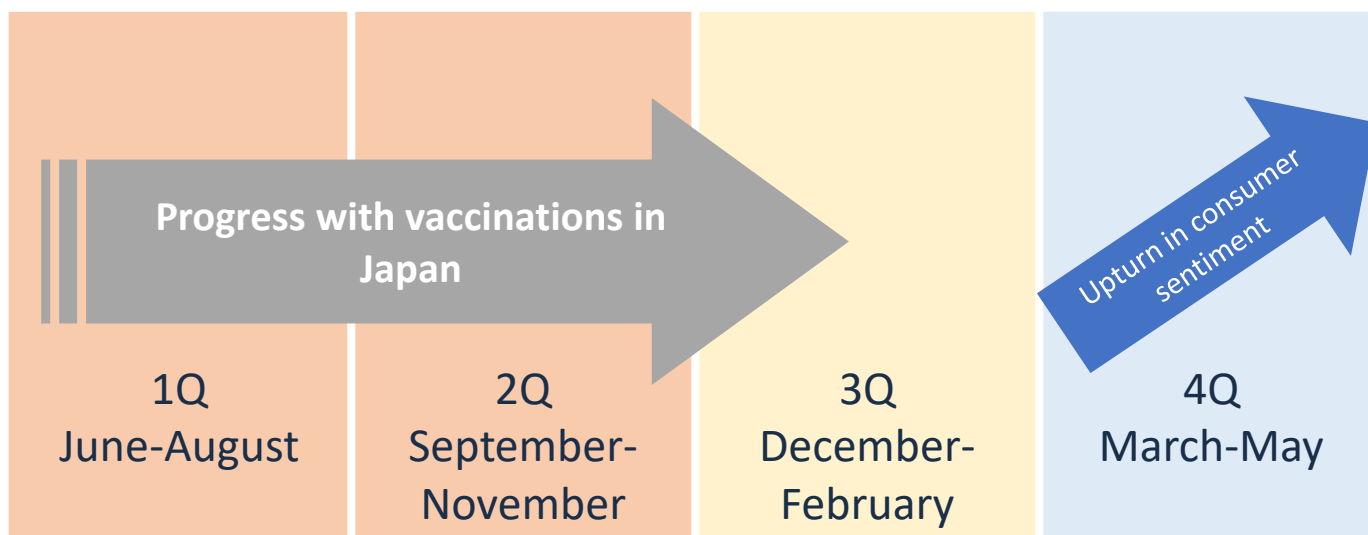 Progress with vaccinations in
Japan
Upturn in consumer
sentiment
1Q
June-August
2Q
September-
November
3Q
December-
February
4Q
March-May